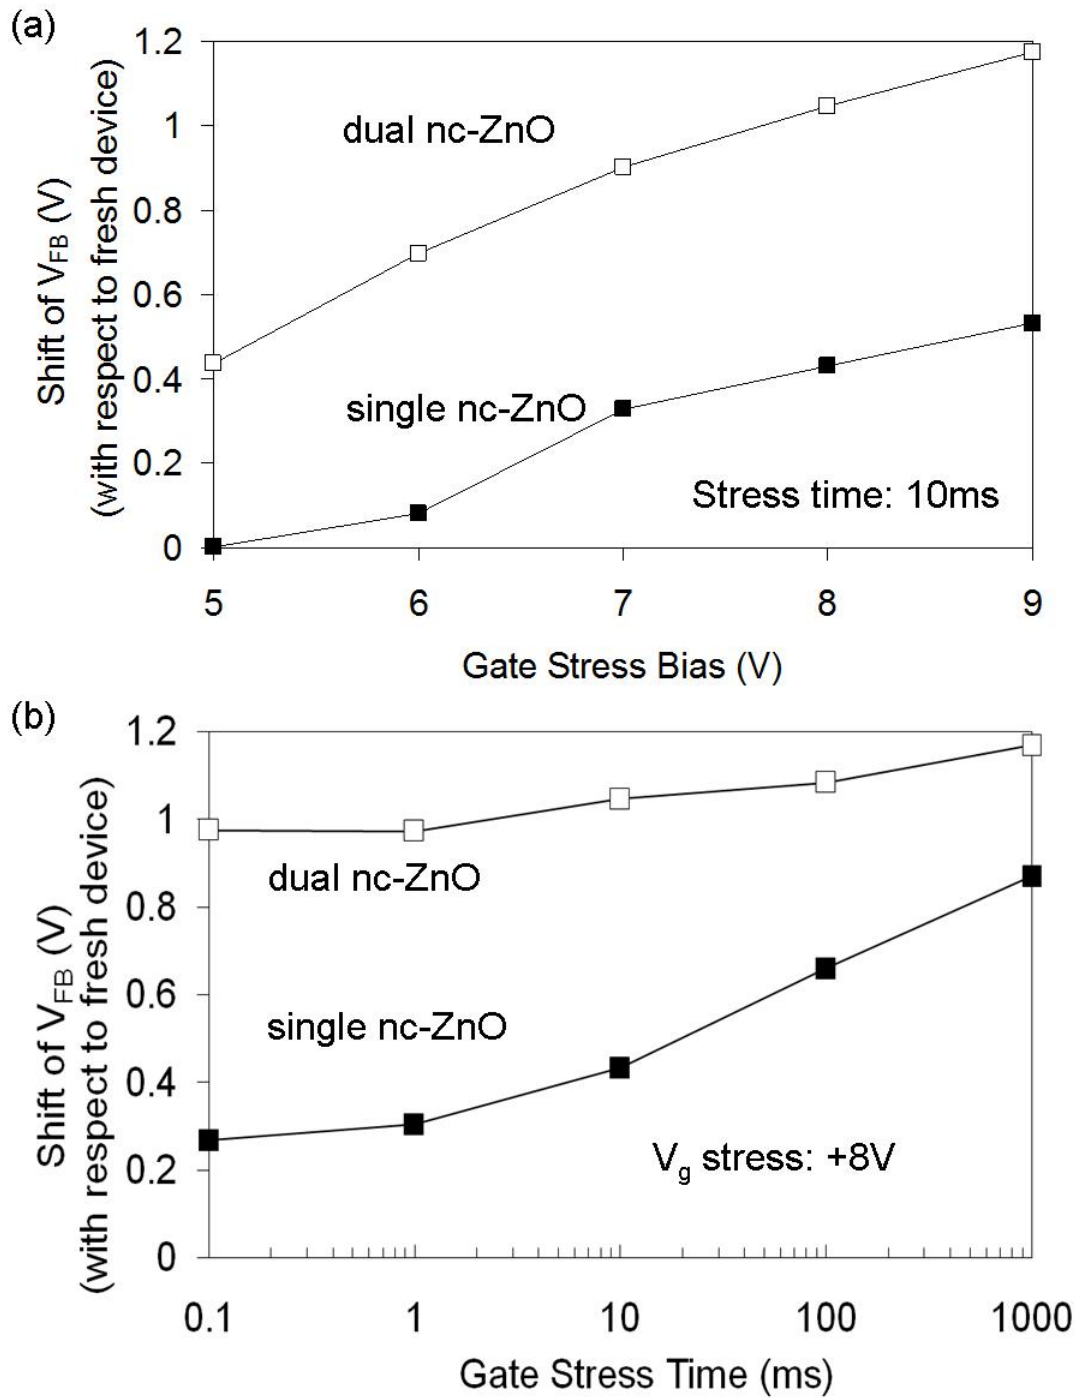 (a)
1.2
1
0.8
0.6
0.4
0.2
0
Shift of VFB (V)
(with respect to fresh device)
dual nc-ZnO
single nc-ZnO
Stress time: 10ms
5 6 7 8 9
Gate Stress Bias (V)
(b)
1.2
1
0.8
0.6
0.4
0.2
0
Shift of VFB (V)
(with respect to fresh device)
dual nc-ZnO
single nc-ZnO
Vg stress: +8V
0.1 1 10 100 1000
Gate Stress Time (ms)